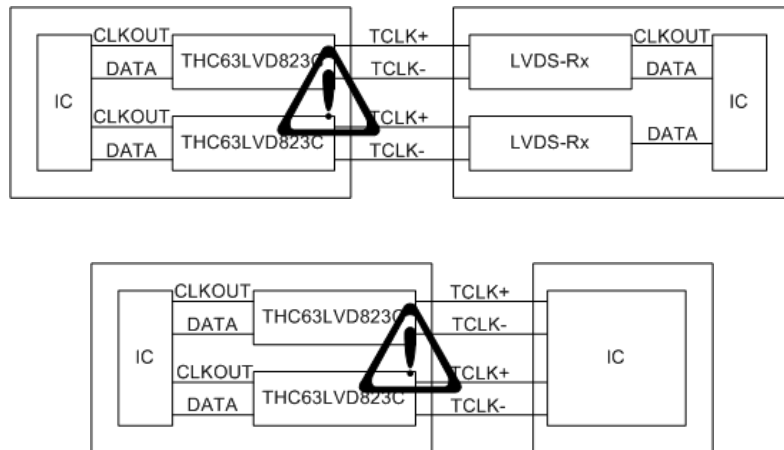 CLKOUT THC63LVD823C TCLK+ LVDS-Rx CLKOUT
DATA TCLK- DATA
IC IC
CLKOUT THC63LVD823C TCLK+ LVDS-Rx DATA
DATA TCLK-
CLKOUT THC63LVD823C TCLK+
DATA TCLK-
IC IC
CLKOUT THC63LVD823C TCLK+
DATA TCLK-